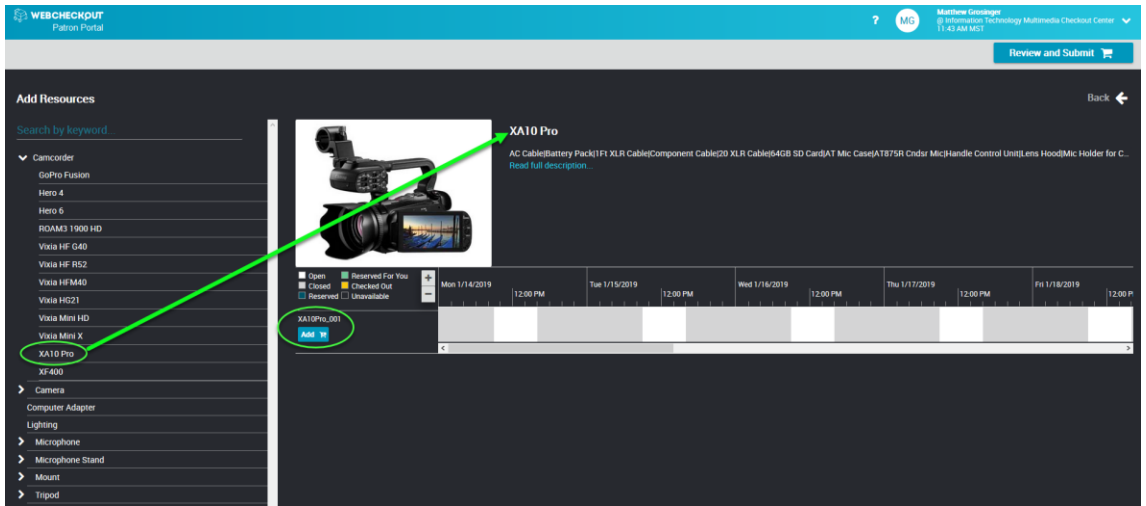 WEBCHECKOUT
Patron Portal
?
MG
Matthew Grosinger
@ Information Technology Multimedia Checkout Center
11:43 AM MST
Review and Submit
Add Resources
Back
Search by keyword...
Camcorder
GoPro Fusion
Hero 4
Hero 6
ROAM3 1900 HD
Vixia HF G40
Vixia HF R52
Vixia HFM40
Vixia HG21
Vixia Mini HD
Vixia Mini X
XA10 Pro
XF400
Camera
Computer Adapter
Lighting
Microphone
Microphone Stand
Mount
Tripod
XA10 Pro
AC Cable|Battery Pack|1Ft XLR Cable|Component Cable|20 XLR Cable|64GB SD Card|AT Mic Case|AT875R Cndsr Mic|Handle Control Unit|Lens Hood|Mic Holder for C...
Read full description...
Open Reserved For You
Closed Checked Out
Reserved Unavailable
+
−
Mon 1/14/2019 Tue 1/15/2019 Wed 1/16/2019 Thu 1/17/2019 Fri 1/18/2019
12:00 PM 12:00 PM 12:00 PM 12:00 PM 12:00 P
XA10Pro_001
Add